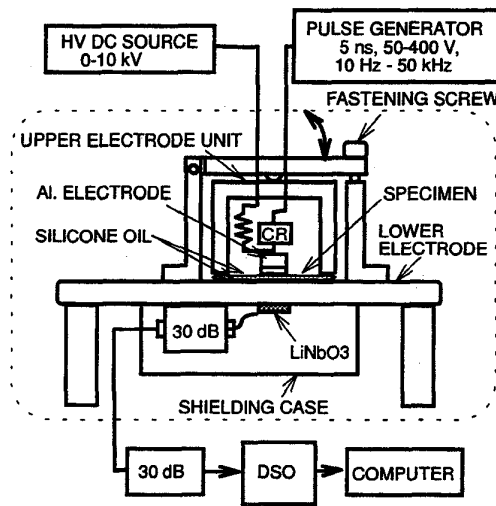 HV DC SOURCE
0-10 kV
PULSE GENERATOR
5 ns, 50-400 V,
10 Hz - 50 kHz
FASTENING SCREW
UPPER ELECTRODE UNIT
Al. ELECTRODE
SPECIMEN
CR
LOWER
ELECTRODE
SILICONE OIL
30 dB
LiNbO3
SHIELDING CASE
30 dB
DSO
COMPUTER